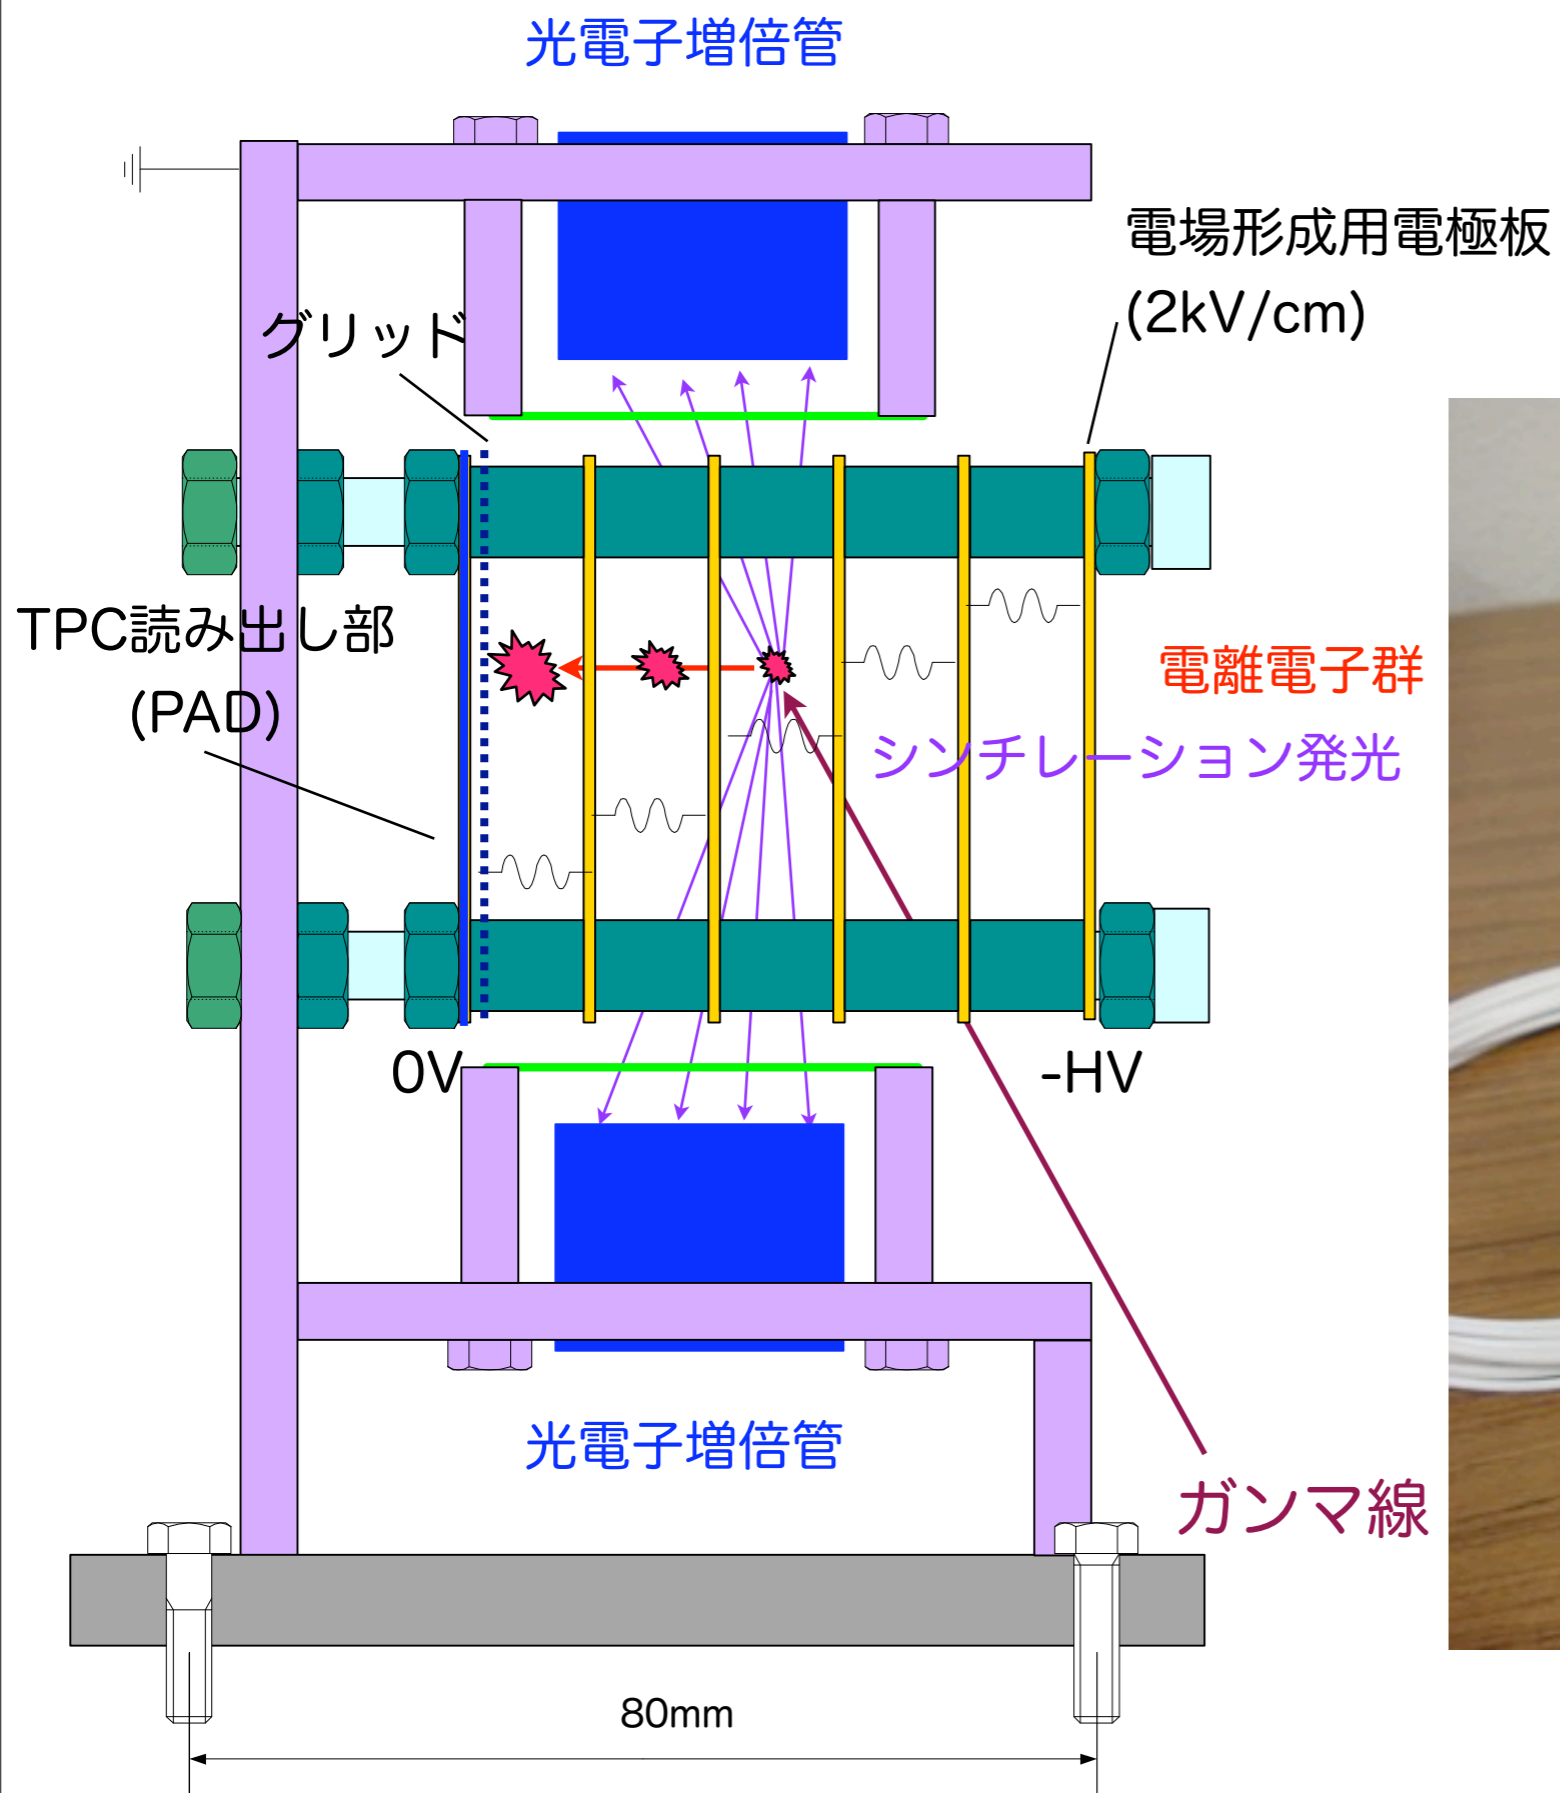 光電子増倍管
電場形成用電極板
(2kV/cm)
グリッド
TPC読み出し部
(PAD)
電離電子群
シンチレーション発光
0V
-HV
光電子増倍管
ガンマ線
80mm